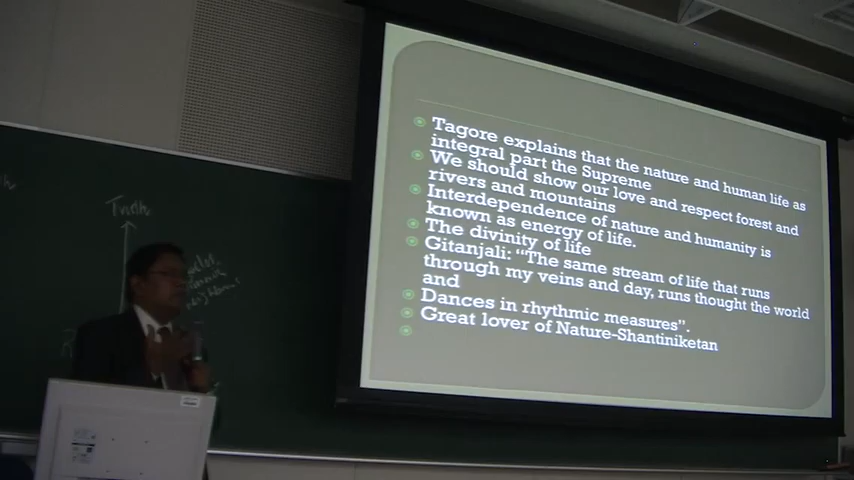 Tagore explains that the nature and human life as
integral part the Supreme
We should show our love and respect forest and
rivers and mountains
Interdependence of nature and humanity is
known as energy of life.
The divinity of life
Gitanjali: “The same stream of life that runs
through my veins and day, runs thought the world
and
Dances in rhythmic measures”.
Great lover of Nature-Shantiniketan
Truth